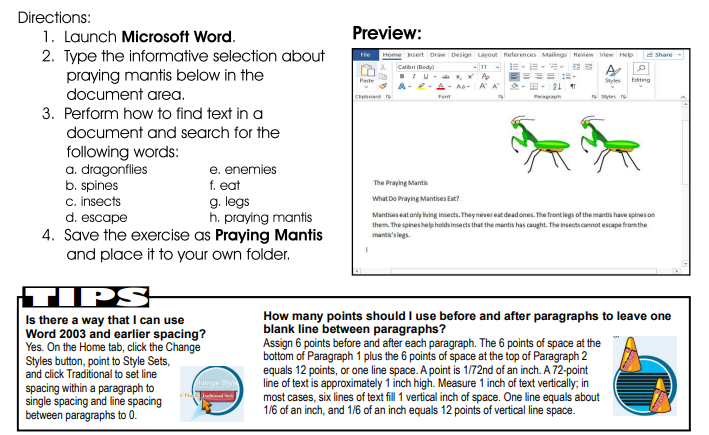 Directions:
1. Launch Microsoft Word.
2. Type the informative selection about
praying mantis below in the
document area.
3. Perform how to find text in a
document and search for the
following words:
a. dragonflies e. enemies
b. spines f. eat
c. insects g. legs
d. escape h. praying mantis
4. Save the exercise as Praying Mantis
and place it to your own folder.
Preview:
File Home Insert Draw Design Layout References Mailings Review View Help Share
Calibri (Body) 11
Paste Styles Editing
Clipboard Font Paragraph Styles
The Praying Mantis
What Do Praying Mantises Eat?
Mantises eat only living insects. They never eat dead ones. The front legs of the mantis have spines on
them. The spines help holds insects that the mantis has caught. The insects cannot escape from the
mantis's legs.
TIPS
Is there a way that I can use
Word 2003 and earlier spacing?
Yes. On the Home tab, click the Change
Styles button, point to Style Sets,
and click Traditional to set line
spacing within a paragraph to
single spacing and line spacing
between paragraphs to 0.
Change Style
Traditional Style
How many points should I use before and after paragraphs to leave one
blank line between paragraphs?
Assign 6 points before and after each paragraph. The 6 points of space at the
bottom of Paragraph 1 plus the 6 points of space at the top of Paragraph 2
equals 12 points, or one line space. A point is 1/72nd of an inch. A 72-point
line of text is approximately 1 inch high. Measure 1 inch of text vertically; in
most cases, six lines of text fill 1 vertical inch of space. One line equals about
1/6 of an inch, and 1/6 of an inch equals 12 points of vertical line space.